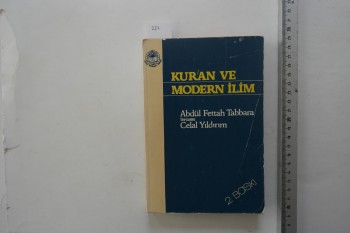 KURAN VE
MODERN İLİM
Abdül Fettah Tabbara
Celal Yıldırım
2. BASKI